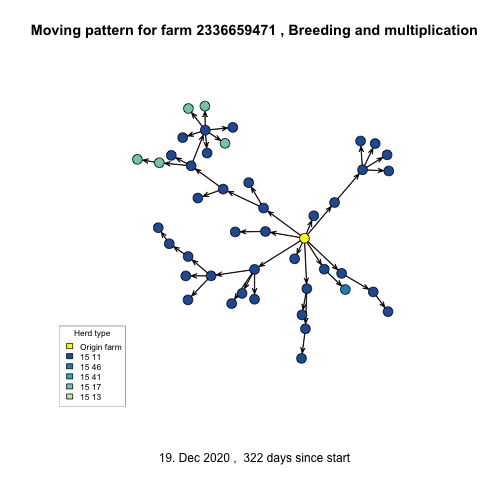 Moving pattern for farm 2336659471 , Breeding and multiplication
Herd type
Origin farm
15 11
15 46
15 41
15 17
15 13
19. Dec 2020 , 322 days since start